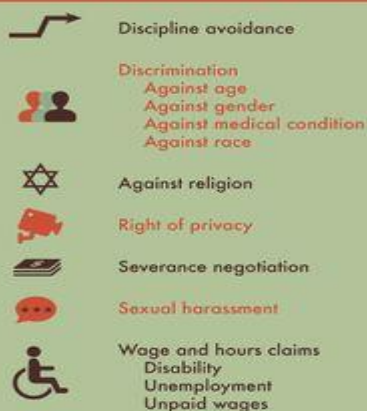 Discipline avoidance
Discrimination
Against age
Against gender
Against medical condition
Against race
Against religion
Right of privacy
Severance negotiation
Sexual harassment
Wage and hours claims
Disability
Unemployment
Unpaid wages